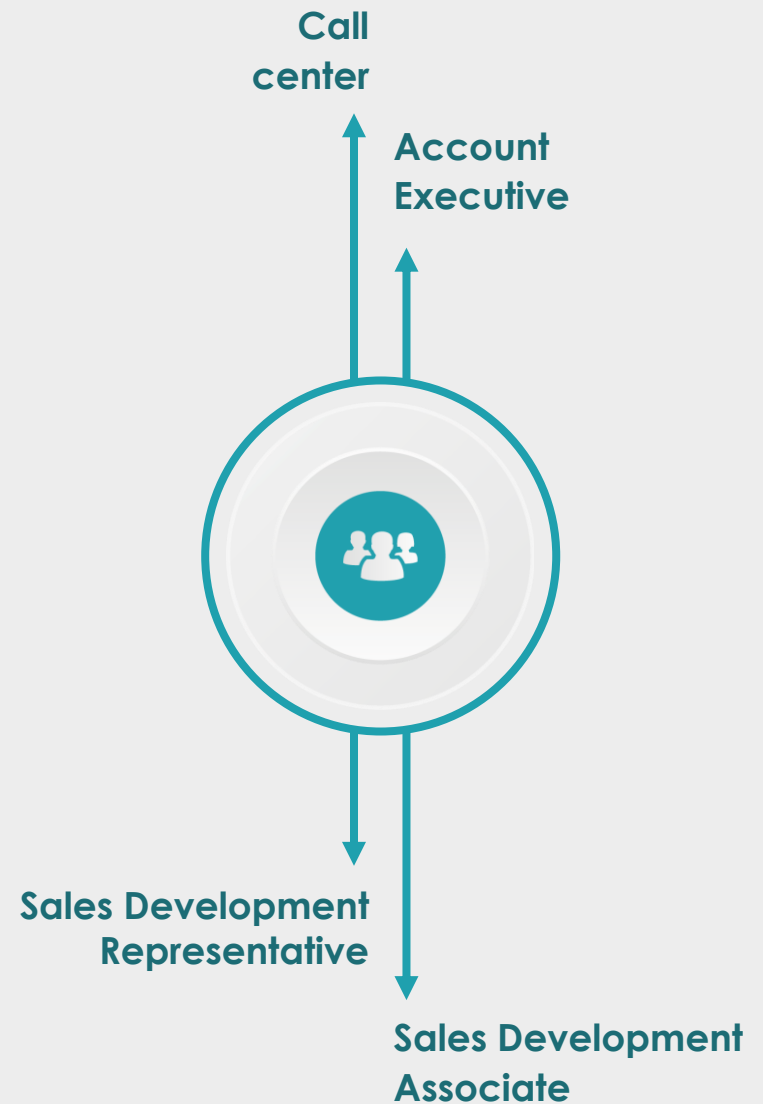 Call
center
Account
Executive
Sales Development
Representative
Sales Development
Associate